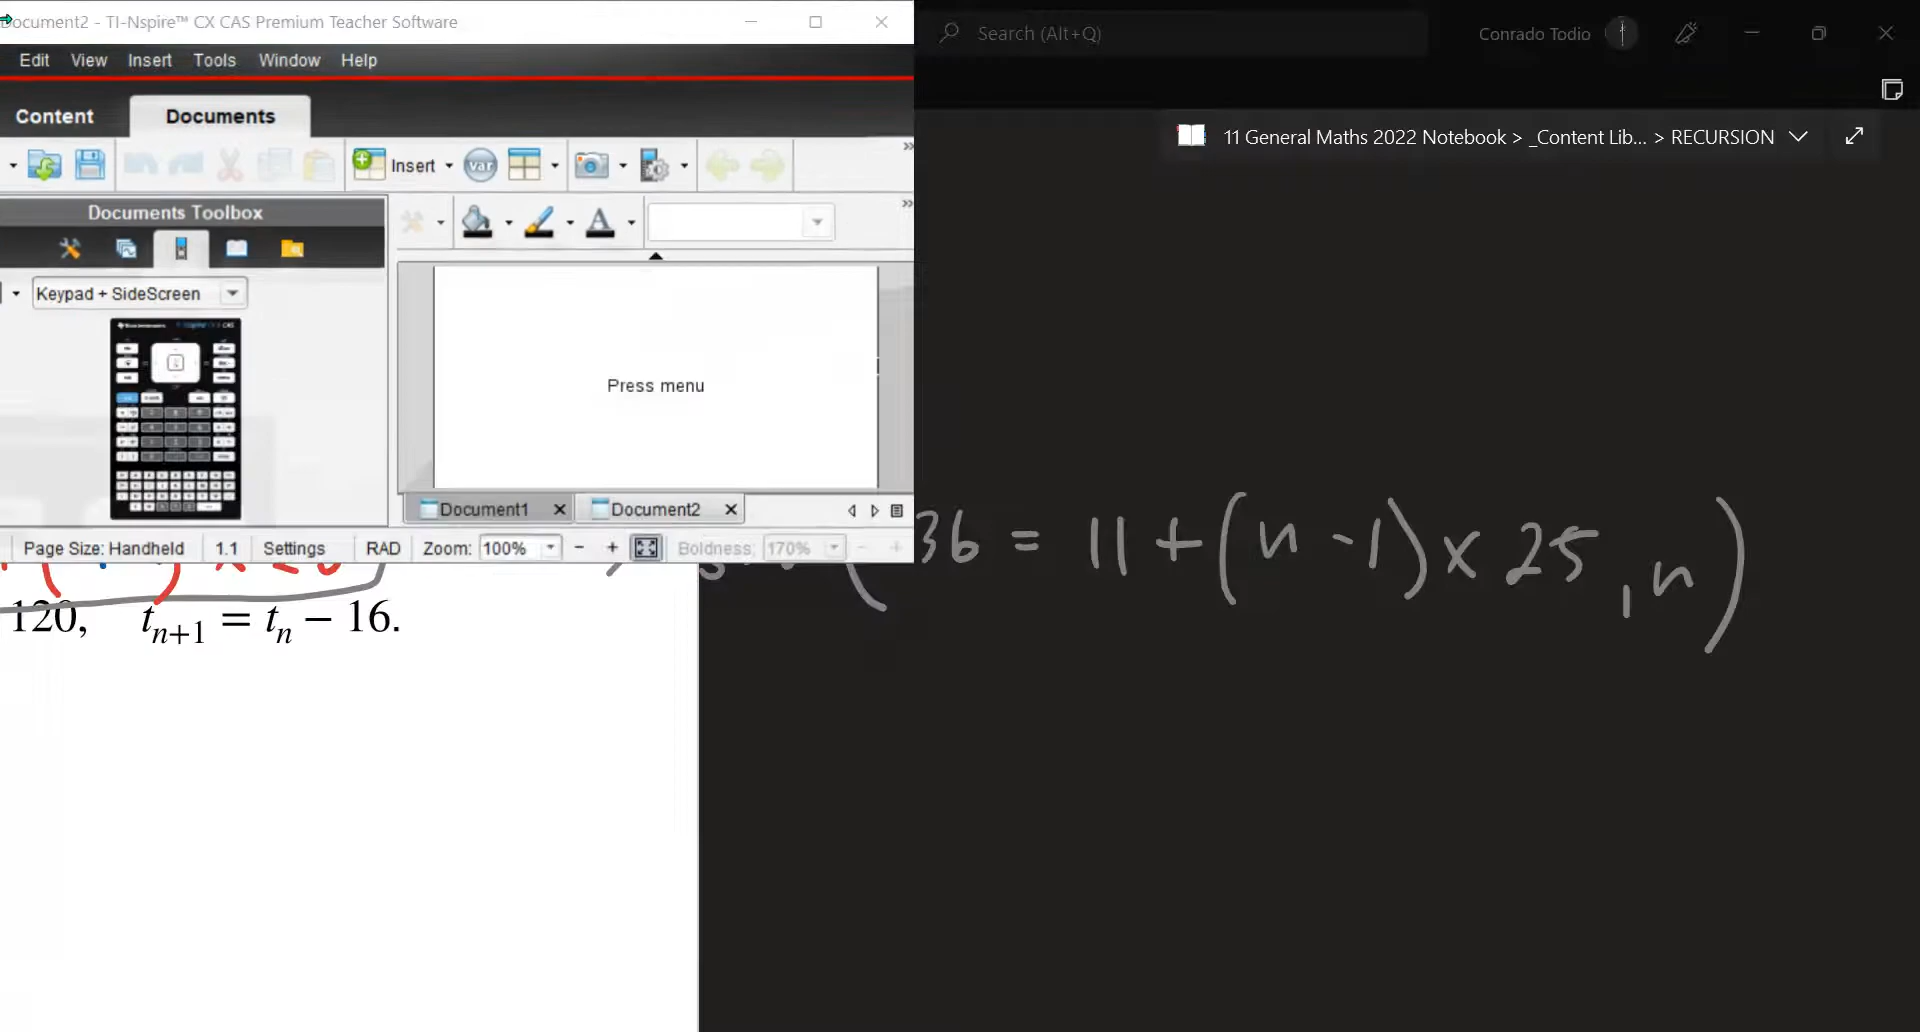 Document2 - TI-Nspire™ CX CAS Premium Teacher Software
Search (Alt+Q)
Conrado Todio
Edit View Insert Tools Window Help
Content Documents
11 General Maths 2022 Notebook > _Content Lib... > RECURSION
Insert
var
Documents Toolbox
A
Keypad + SideScreen
Press menu
Document1 Document2
Page Size: Handheld 1.1 Settings RAD Zoom: 100% - + Boldness: 170% - +
36 = 11 + (n - 1) × 25 , n)
120, tn+1 = tn − 16.